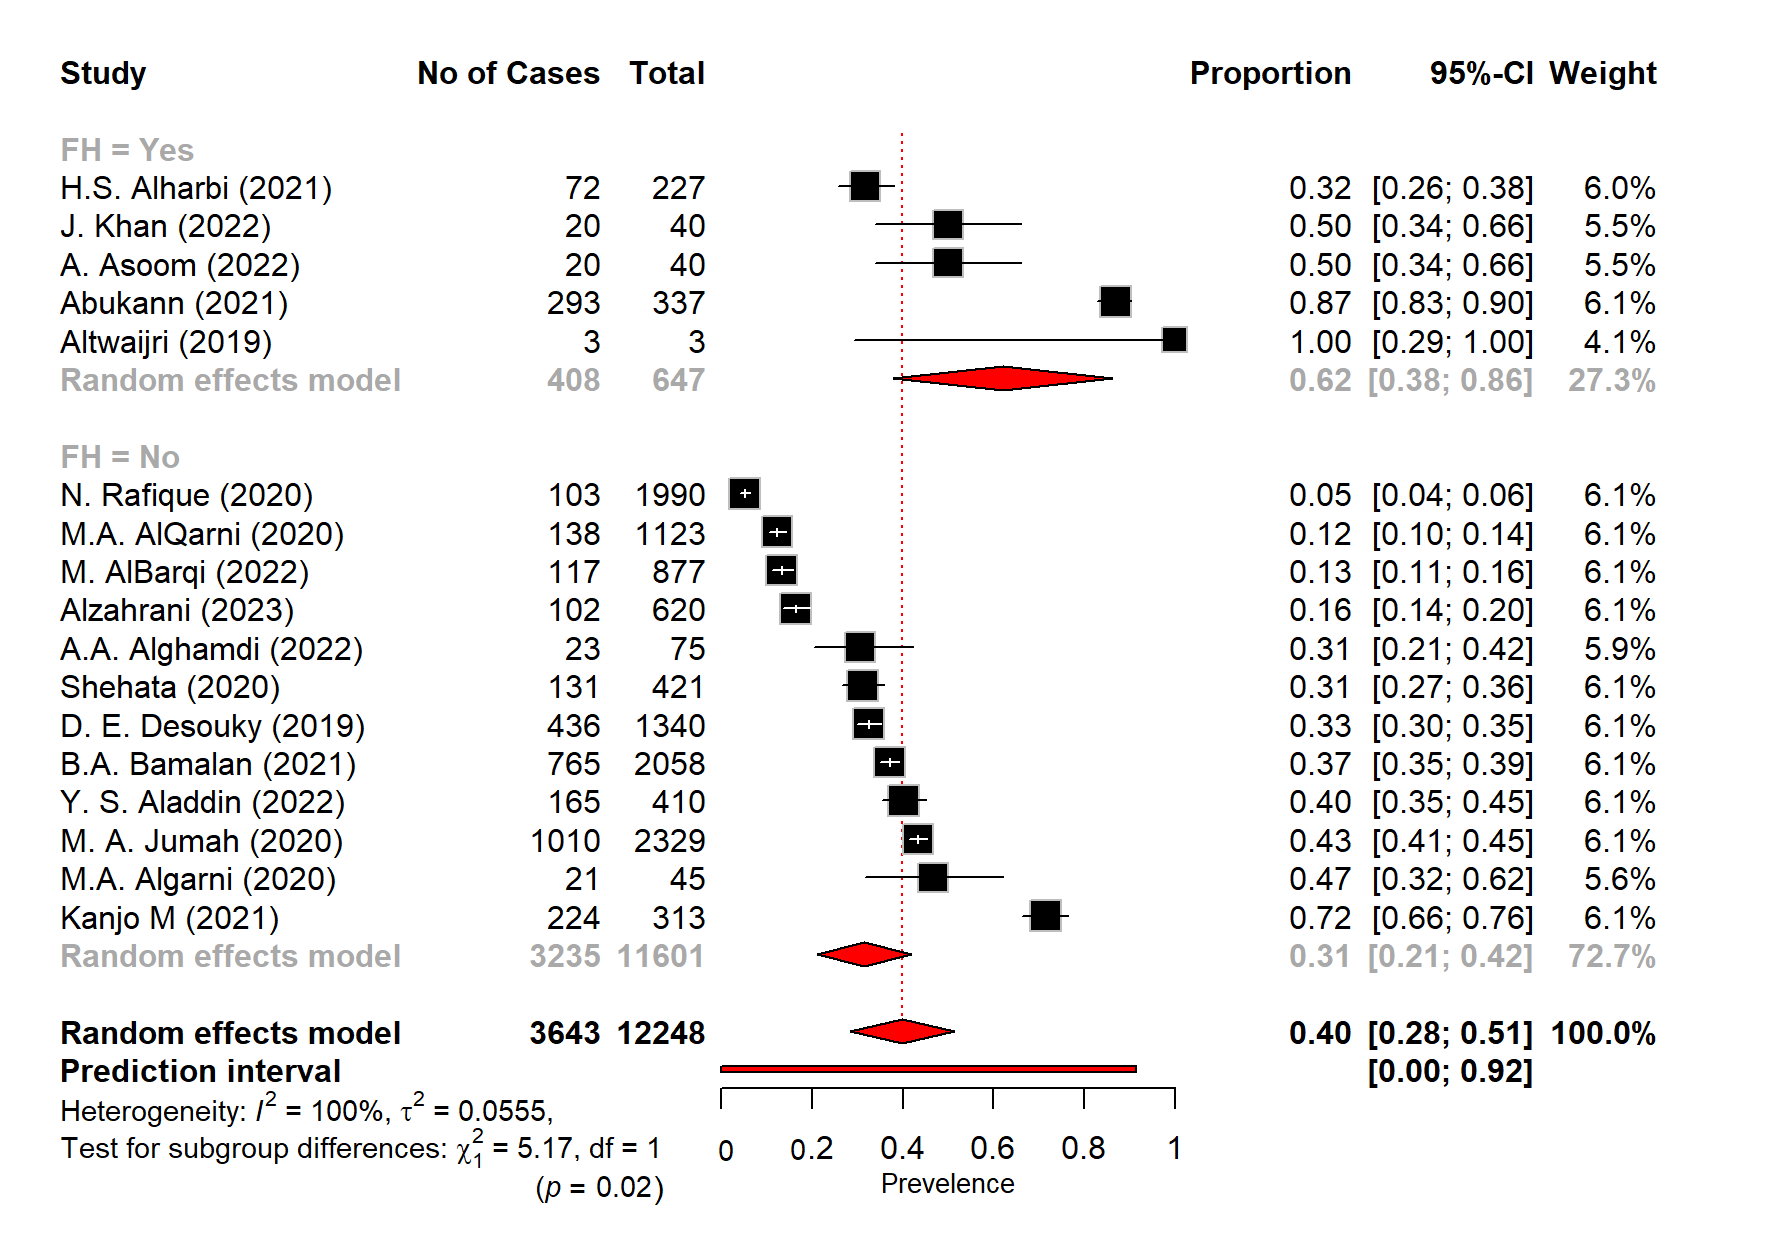 Study No of Cases Total Proportion 95%-CI Weight
FH = Yes
H.S. Alharbi (2021) 72 227 0.32 [0.26; 0.38] 6.0%
J. Khan (2022) 20 40 0.50 [0.34; 0.66] 5.5%
A. Asoom (2022) 20 40 0.50 [0.34; 0.66] 5.5%
Abukann (2021) 293 337 0.87 [0.83; 0.90] 6.1%
Altwaijri (2019) 3 3 1.00 [0.29; 1.00] 4.1%
Random effects model 408 647 0.62 [0.38; 0.86] 27.3%
FH = No
N. Rafique (2020) 103 1990 0.05 [0.04; 0.06] 6.1%
M.A. AlQarni (2020) 138 1123 0.12 [0.10; 0.14] 6.1%
M. AlBarqi (2022) 117 877 0.13 [0.11; 0.16] 6.1%
Alzahrani (2023) 102 620 0.16 [0.14; 0.20] 6.1%
A.A. Alghamdi (2022) 23 75 0.31 [0.21; 0.42] 5.9%
Shehata (2020) 131 421 0.31 [0.27; 0.36] 6.1%
D. E. Desouky (2019) 436 1340 0.33 [0.30; 0.35] 6.1%
B.A. Bamalan (2021) 765 2058 0.37 [0.35; 0.39] 6.1%
Y. S. Aladdin (2022) 165 410 0.40 [0.35; 0.45] 6.1%
M. A. Jumah (2020) 1010 2329 0.43 [0.41; 0.45] 6.1%
M.A. Algarni (2020) 21 45 0.47 [0.32; 0.62] 5.6%
Kanjo M (2021) 224 313 0.72 [0.66; 0.76] 6.1%
Random effects model 3235 11601 0.31 [0.21; 0.42] 72.7%
Random effects model 3643 12248 0.40 [0.28; 0.51] 100.0%
Prediction interval [0.00; 0.92]
Heterogeneity: I² = 100%, τ² = 0.0555,
Test for subgroup differences: χ²₁ = 5.17, df = 1
(p = 0.02)
0 0.2 0.4 0.6 0.8 1
Prevelence